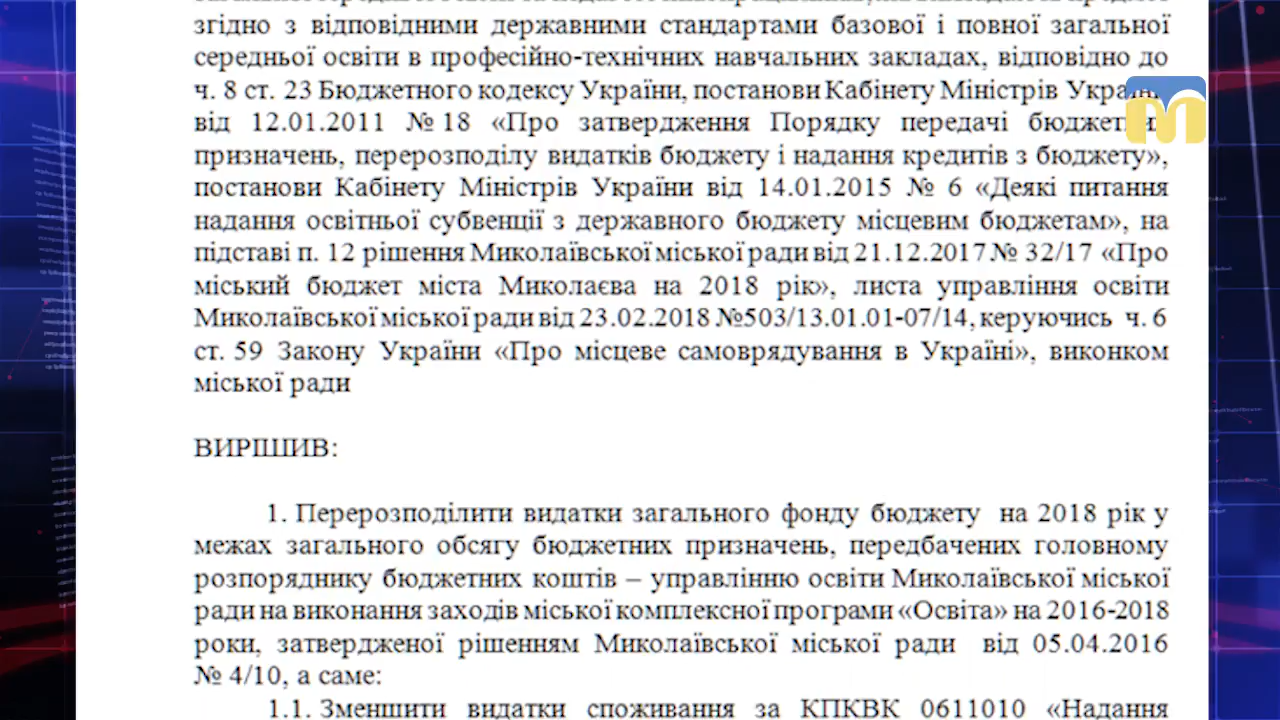 згідно з відповідними державними стандартами базової і повної загальної
середньої освіти в професійно-технічних навчальних закладах, відповідно до
ч. 8 ст. 23 Бюджетного кодексу України, постанови Кабінету Міністрів
від 12.01.2011 № 18 «Про затвердження Порядку передачі
призначень, перерозподілу видатків бюджету і надання кредитів з бюджету»,
постанови Кабінету Міністрів України від 14.01.2015 № 6 «Деякі питання
надання освітньої субвенції з державного бюджету місцевим бюджетам», на
підставі п. 12 рішення Миколаївської міської ради від 21.12.2017 № 32/17 «Про
міський бюджет міста Миколаєва на 2018 рік», листа управління освіти
Миколаївської міської ради від 23.02.2018 №503/13.01.01-07/14, керуючись ч. 6
ст. 59 Закону України «Про місцеве самоврядування в Україні», виконком
міської ради
ВИРІШИВ:
1. Перерозподілити видатки загального фонду бюджету на 2018 рік у
межах загального обсягу бюджетних призначень, передбачених головному
розпоряднику бюджетних коштів – управлінню освіти Миколаївської міської
ради на виконання заходів міської комплексної програми «Освіта» на 2016-2018
роки, затвердженої рішенням Миколаївської міської ради від 05.04.2016
№ 4/10, а саме:
1.1. Зменшити видатки споживання за КПКВК 0611010 «Надання